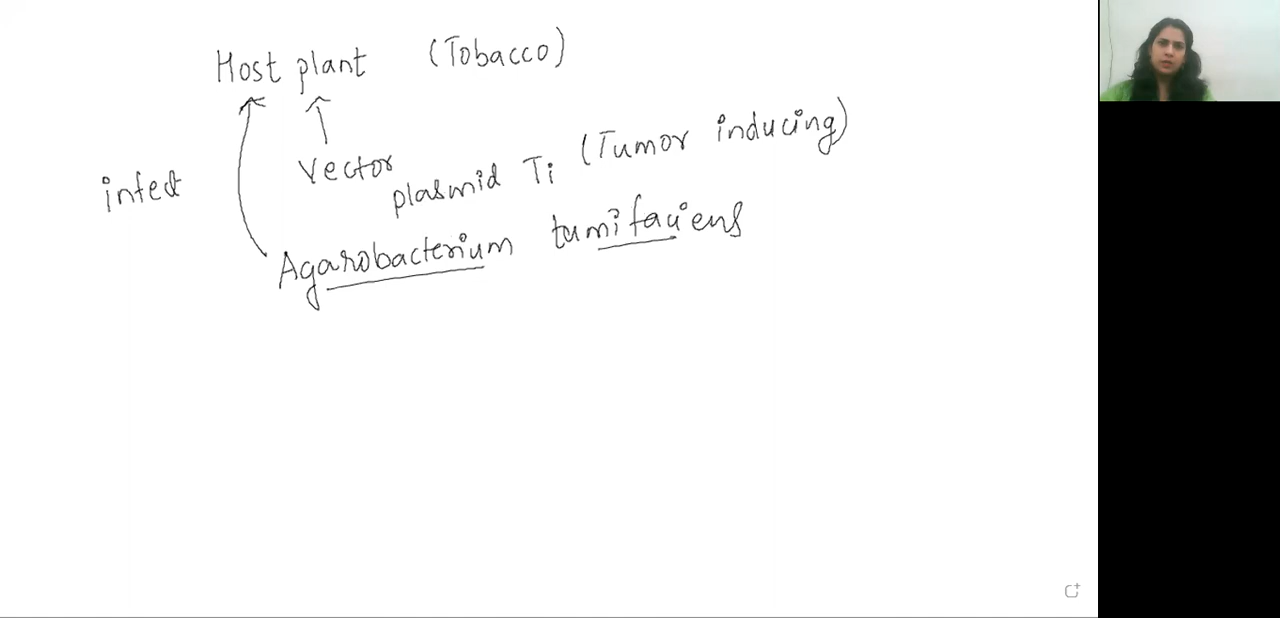 Host plant (Tobacco)
Vector
infect
plasmid Ti (Tumor inducing)
Agarobacterium tumifaciens